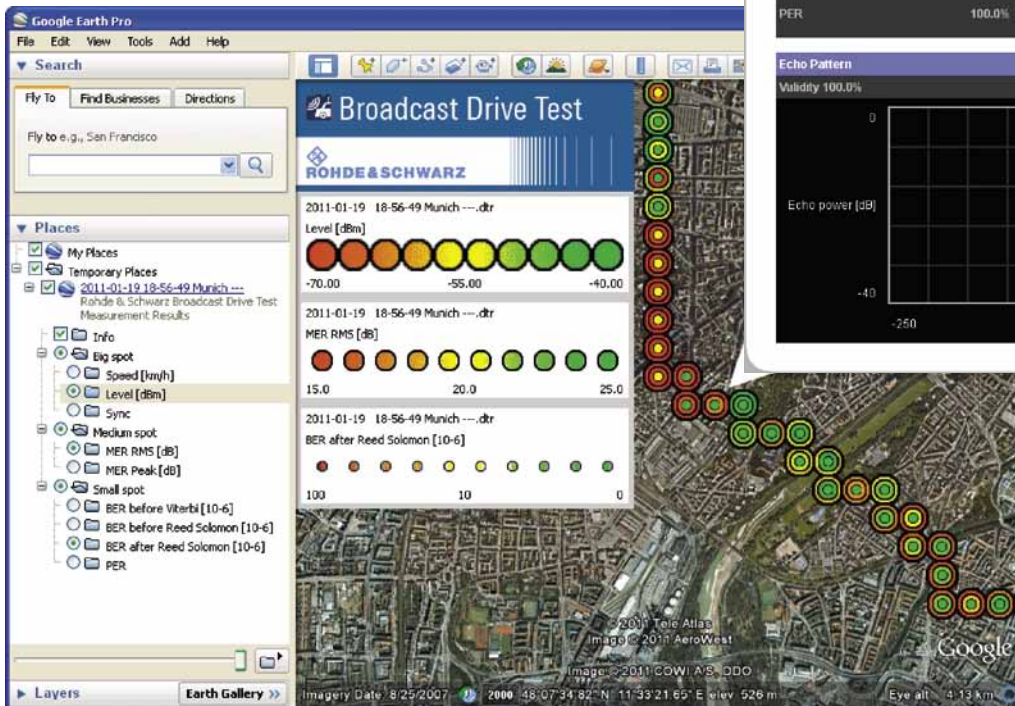 Google Earth Pro
File Edit View Tools Add Help
Search
Fly To Find Businesses Directions
Fly to e.g., San Francisco
Places
My Places
Temporary Places
2011-01-19 18-56-49 Munich ---
Rohde & Schwarz Broadcast Drive Test
Measurement Results
Info
Big spot
Speed [km/h]
Level [dBm]
Sync
Medium spot
MER RMS [dB]
MER Peak [dB]
Small spot
BER before Viterbi [10-6]
BER before Reed Solomon [10-6]
BER after Reed Solomon [10-6]
PER
Layers
Earth Gallery »
Broadcast Drive Test
ROHDE & SCHWARZ
2011-01-19 18-56-49 Munich ---.dtr
Level [dBm]
-70.00 -55.00 -40.00
2011-01-19 18-56-49 Munich ---.dtr
MER RMS [dB]
15.0 20.0 25.0
2011-01-19 18-56-49 Munich ---.dtr
BER after Reed Solomon [10-6]
100 10 0
PER 100.0%
Echo Pattern
Validity 100.0%
0
Echo power [dB]
-40
-250
© 2011 Tele Atlas
Image © 2011 AeroWest
Image © 2011 COWI A/S, DDO
Google
Imagery Date: 8/25/2007 2000 48°07'34.82" N 11°33'21.65" E elev 526 m Eye alt 4.13 km